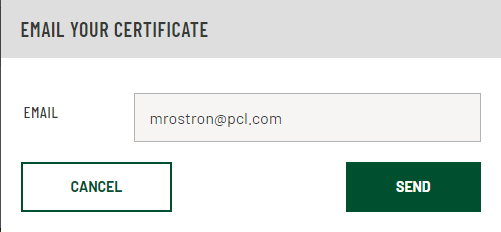 EMAIL YOUR CERTIFICATE
EMAIL
mrostron@pcl.com
CANCEL
SEND